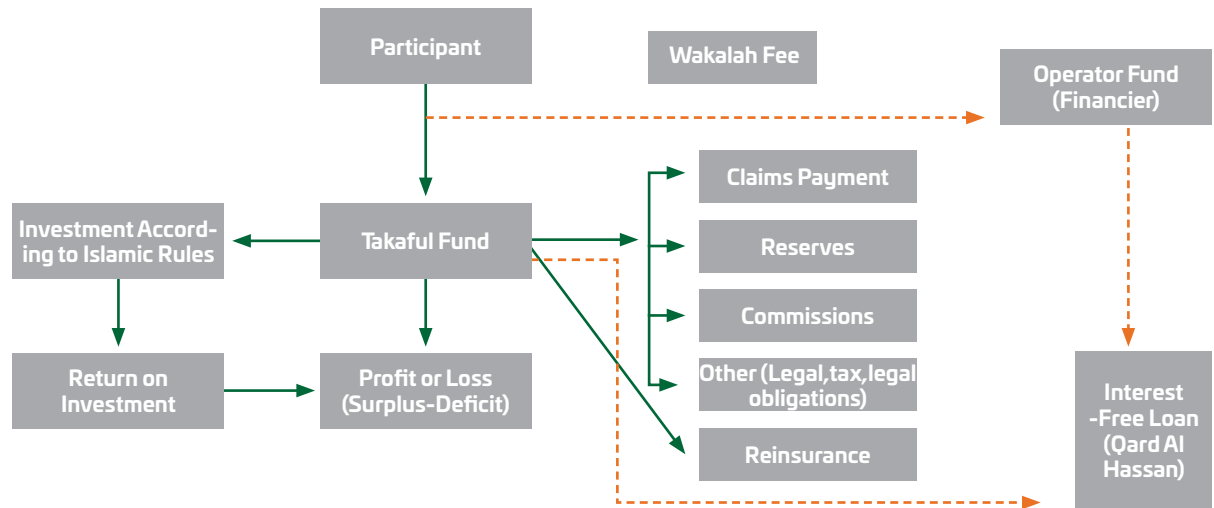 Participant
Wakalah Fee
Operator Fund
(Financier)
Claims Payment
Investment Accord-
ing to Islamic Rules
Takaful Fund
Reserves
Commissions
Return on
Investment
Profit or Loss
(Surplus-Deficit)
Other (Legal,tax,legal
obligations)
Interest
-Free Loan
(Qard Al
Hassan)
Reinsurance